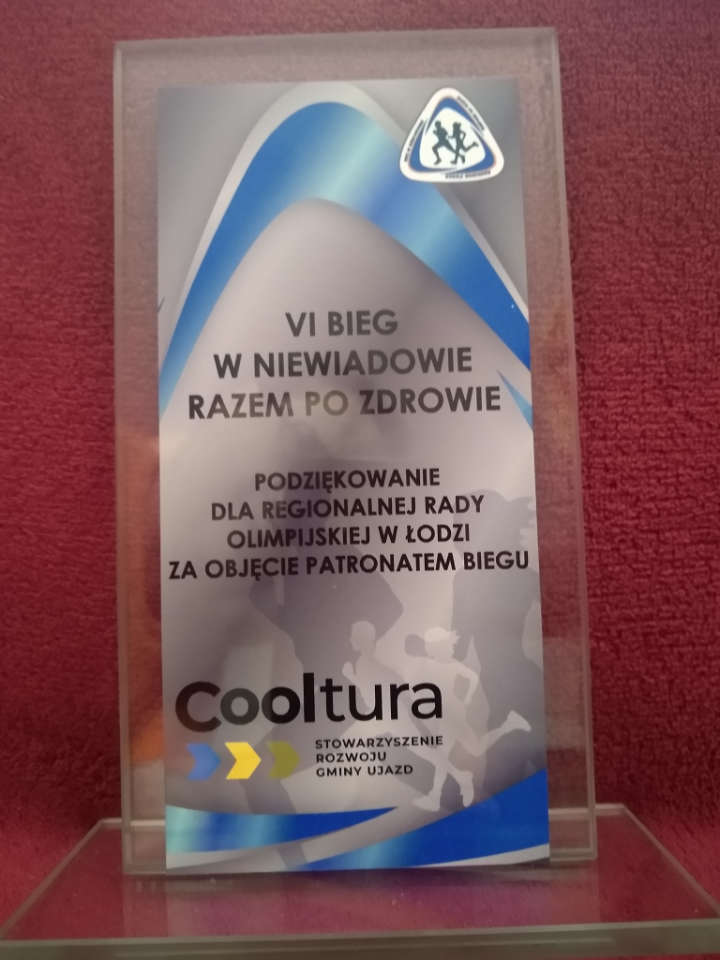 VI BIEG
W NIEWIADOWIE
RAZEM PO ZDROWIE
PODZIĘKOWANIE
DLA REGIONALNEJ RADY
OLIMPIJSKIEJ W ŁODZI
ZA OBJĘCIE PATRONATEM BIEGU
Cooltura
STOWARZYSZENIE
ROZWOJU
GMINY UJAZD